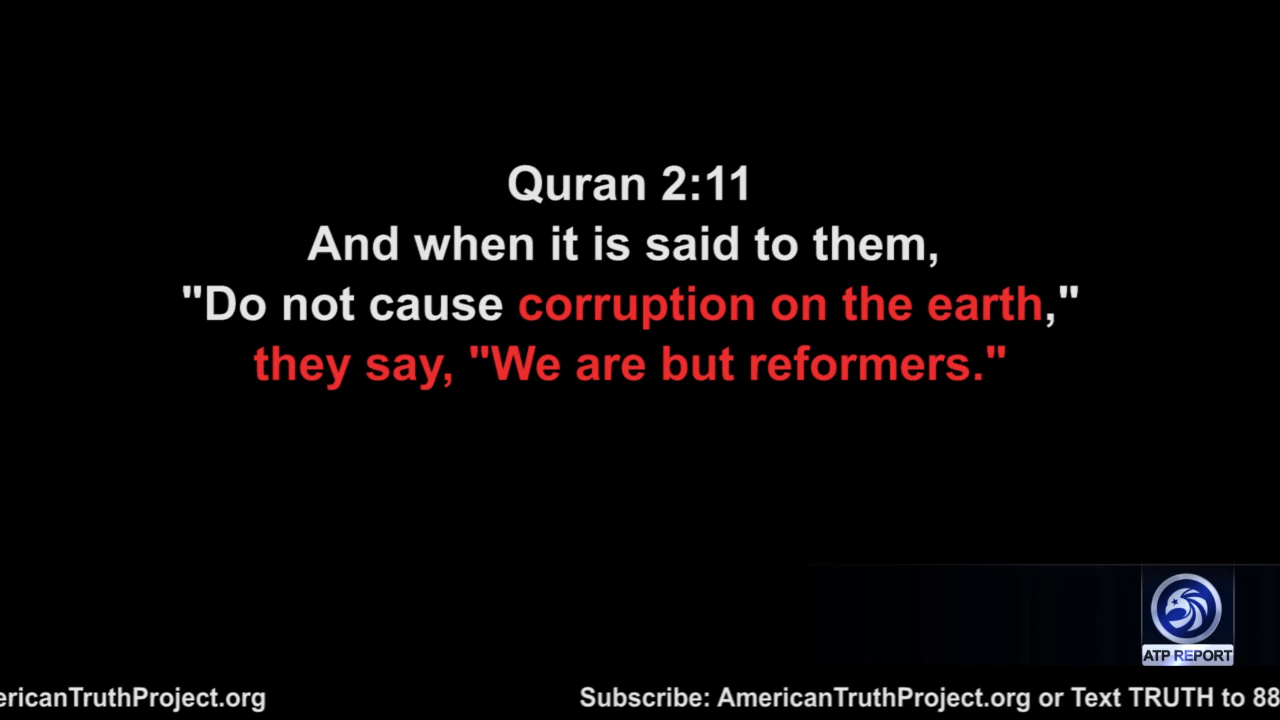 Quran 2:11
And when it is said to them,
"Do not cause corruption on the earth,"
they say, "We are but reformers."
ATP REPORT
ericanTruthProject.org
Subscribe: AmericanTruthProject.org or Text TRUTH to 88